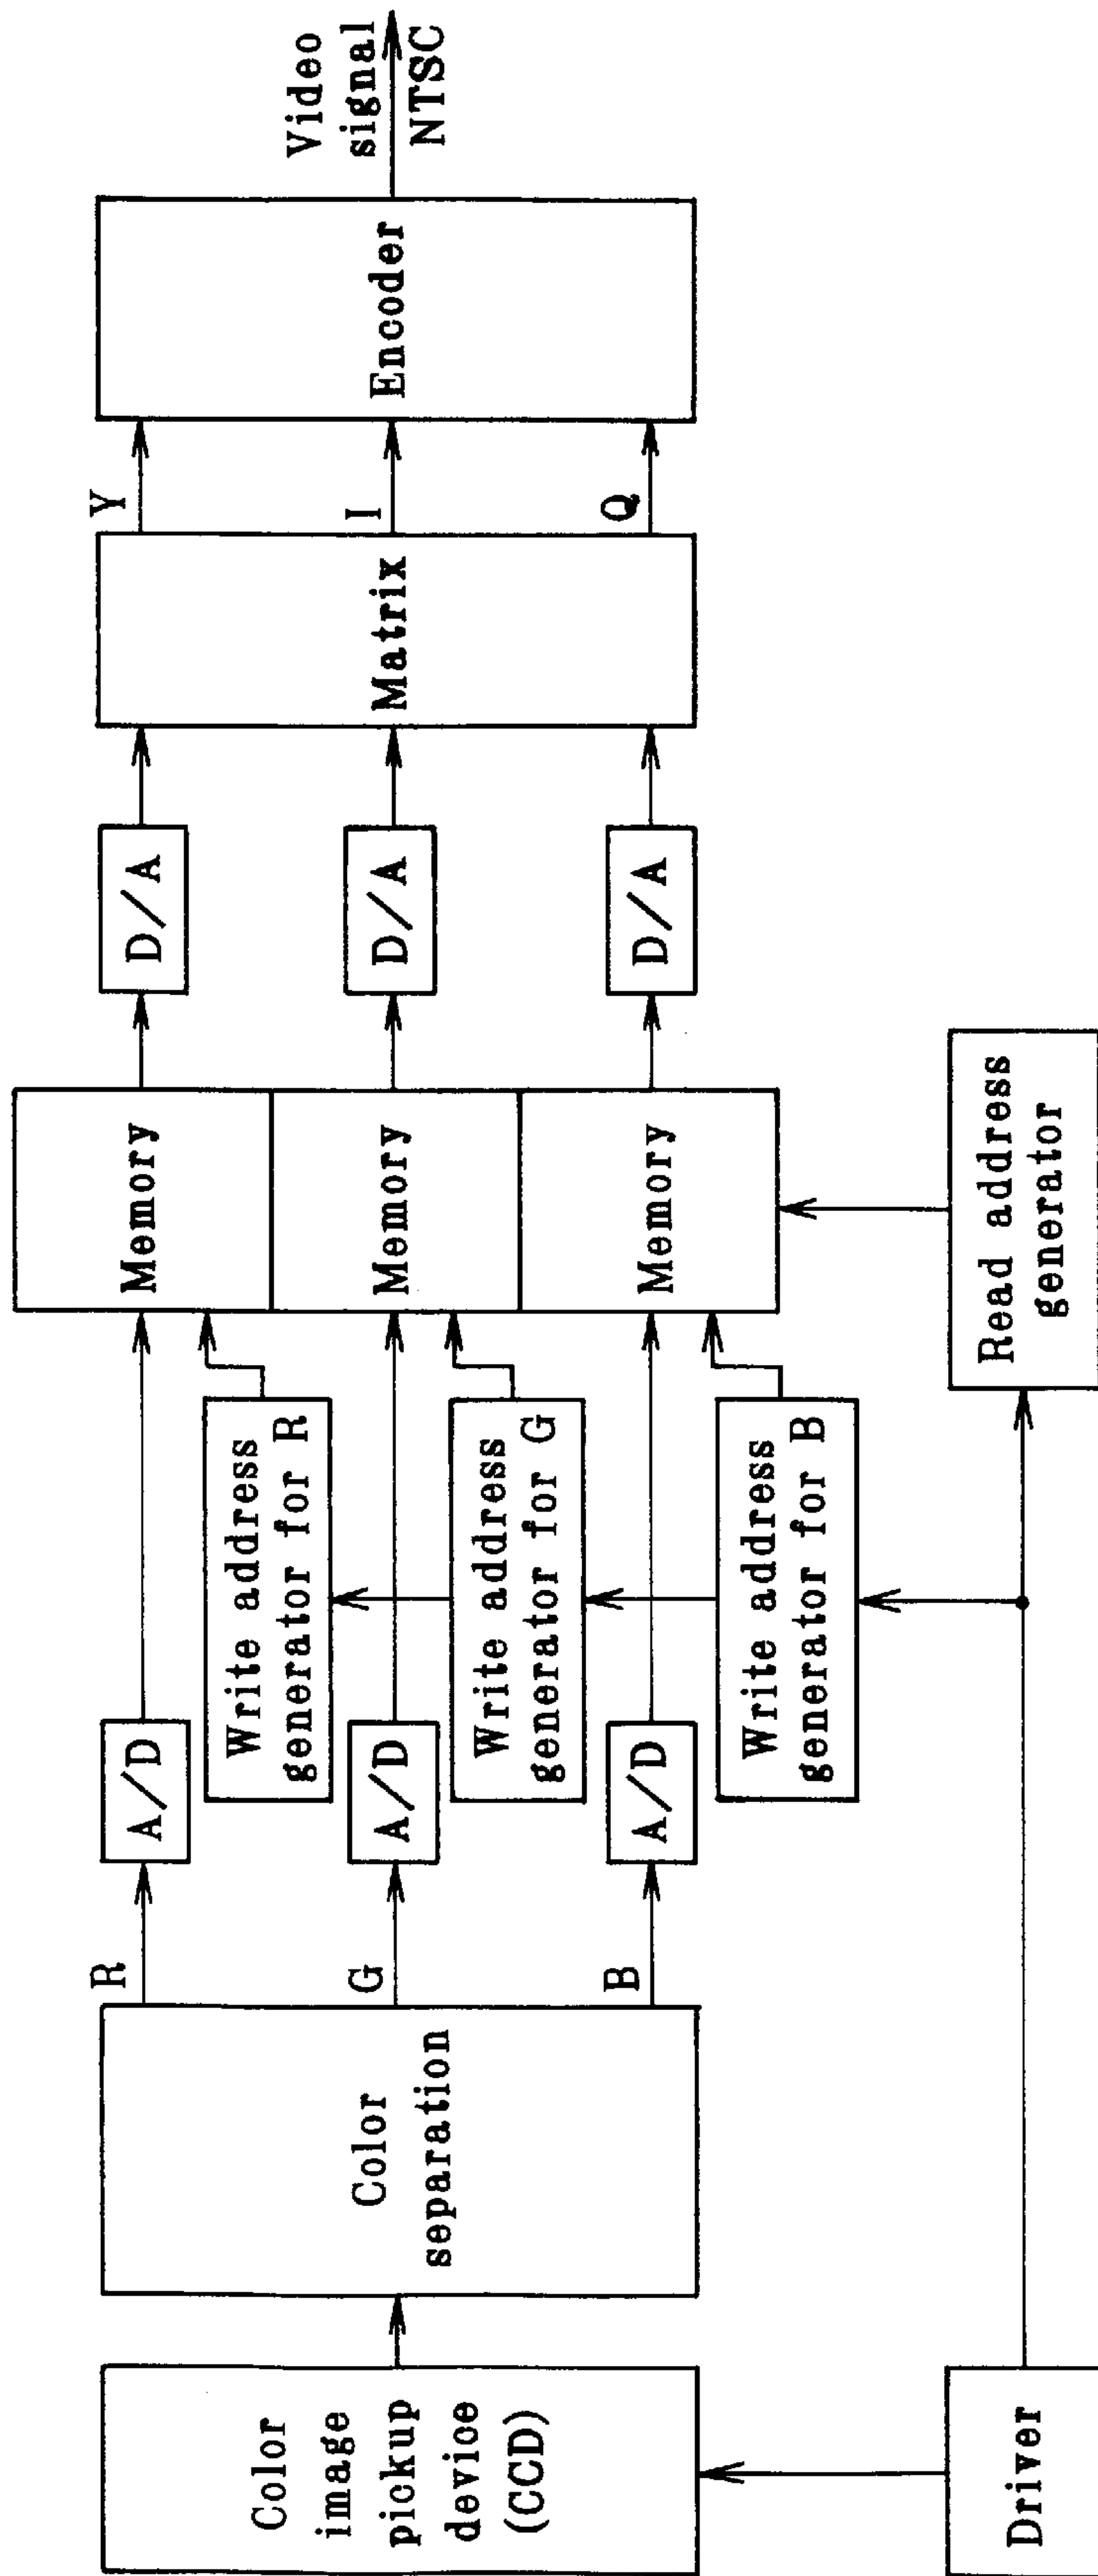 Color
image
pickup
device
(CCD)
Color
separation
R
G
B
A/D
A/D
A/D
Write address
generator for R
Write address
generator for G
Write address
generator for B
Memory
Memory
Memory
D/A
D/A
D/A
Matrix
Y
I
Q
Encoder
Video
signal
NTSC
Driver
Read address
generator